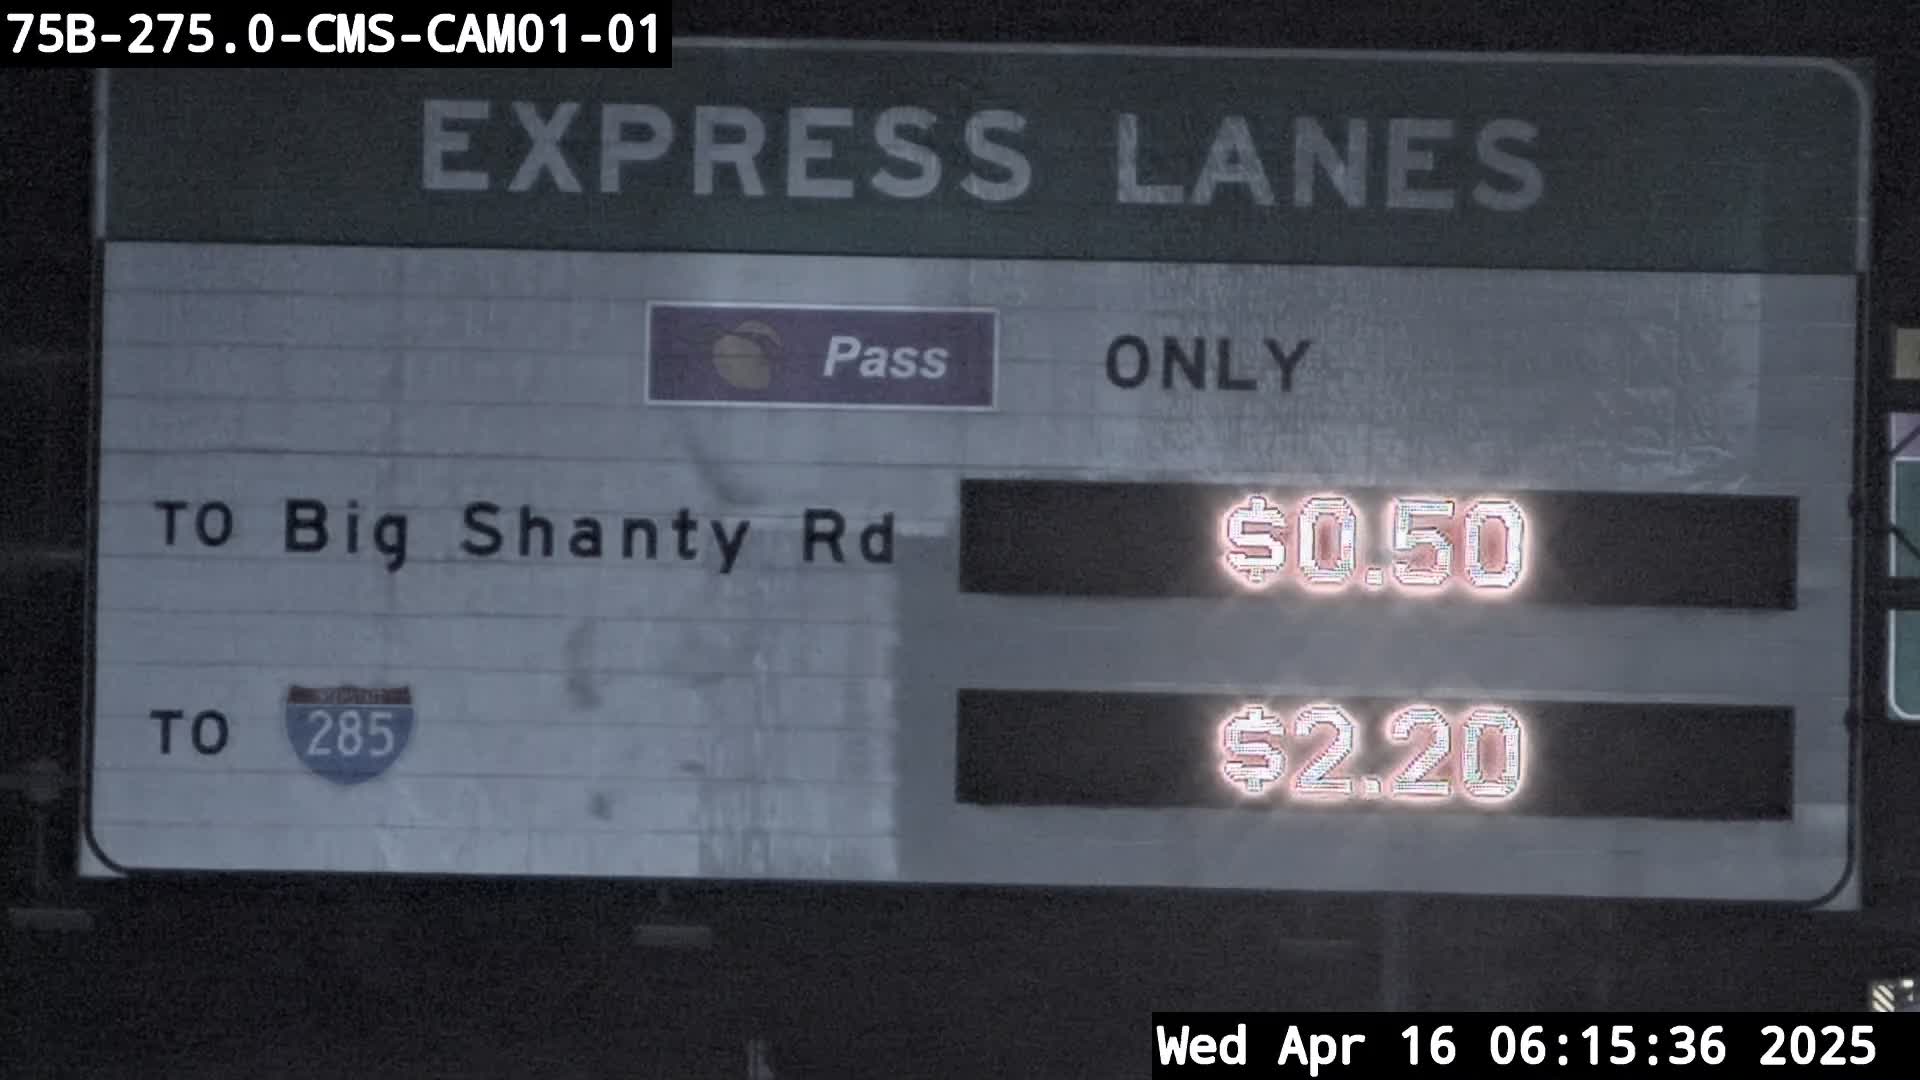 75B-275.0-CMS-CAM01-01
EXPRESS LANES
Pass ONLY
TO Big Shanty Rd $0.50
TO 285 $2.20
Wed Apr 16 06:15:36 2025